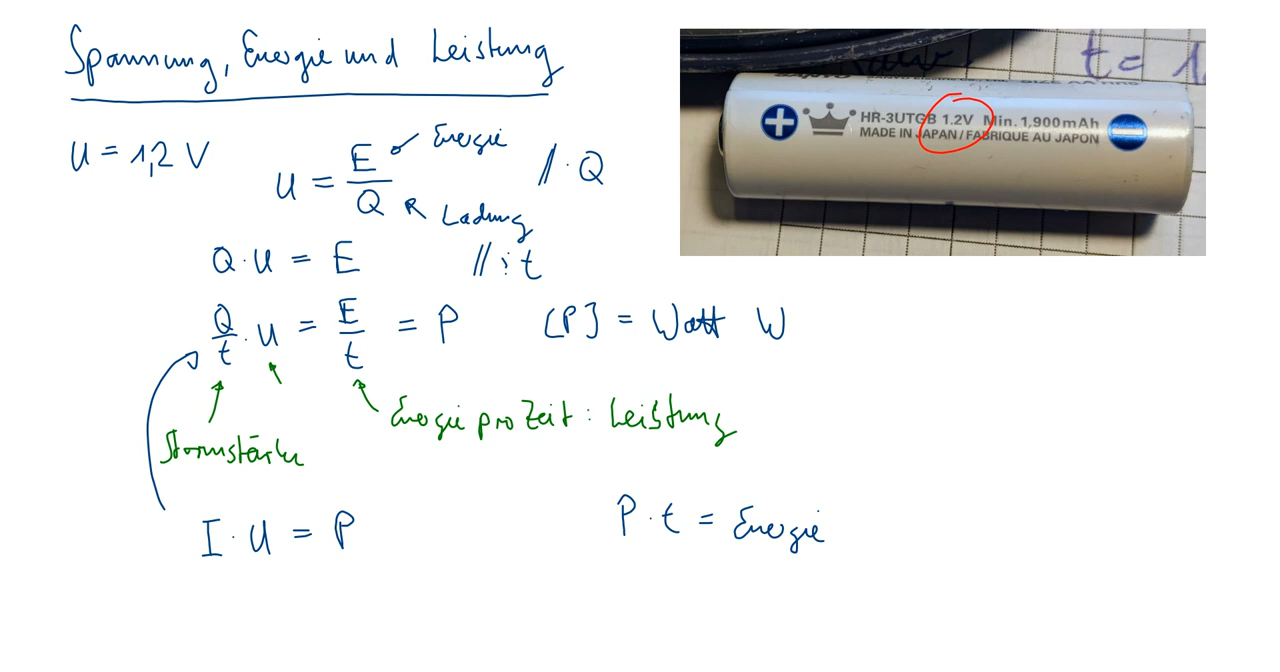 Spannung, Energie und Leistung
U = 1,2 V
U = E/Q
Energie
Ladung
// · Q
Q · U = E // : t
Q/t · U = E/t = P [P] = Watt W
Stromstärke
Energie pro Zeit : Leistung
I · U = P
P · t = Energie
t = 1
HR-3UTGB 1.2V Min. 1,900mAh
MADE IN JAPAN / FABRIQUE AU JAPON